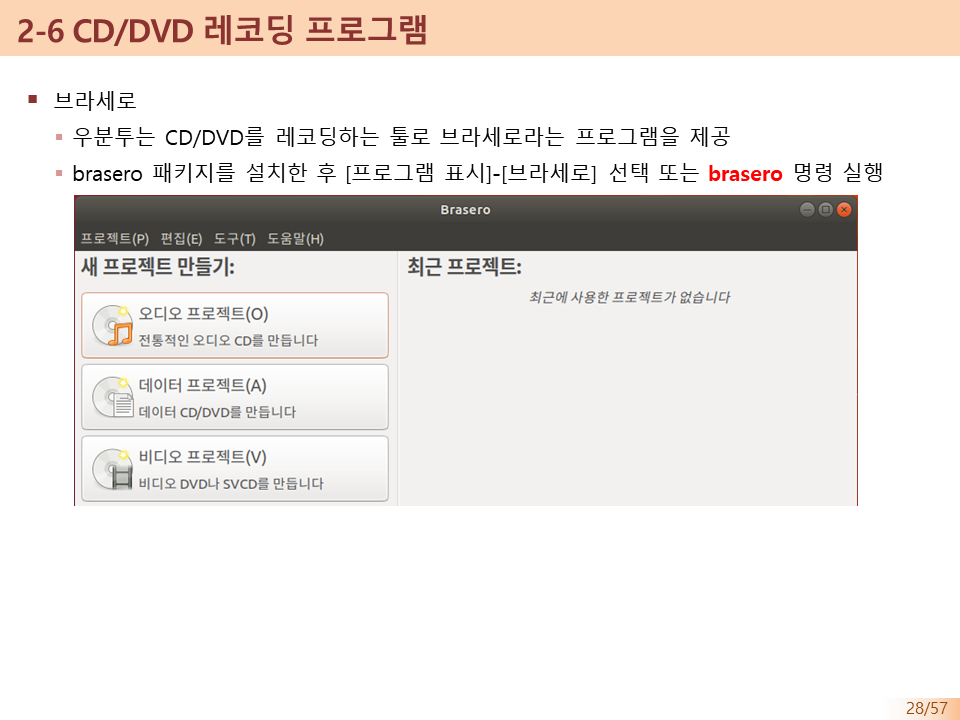 2-6 CD/DVD 레코딩 프로그램
브라세로
우분투는 CD/DVD를 레코딩하는 툴로 브라세로라는 프로그램을 제공
brasero 패키지를 설치한 후 [프로그램 표시]-[브라세로] 선택 또는 brasero 명령 실행
Brasero
프로젝트(P) 편집(E) 도구(T) 도움말(H)
새 프로젝트 만들기:
오디오 프로젝트(O)
전통적인 오디오 CD를 만듭니다
데이터 프로젝트(A)
데이터 CD/DVD를 만듭니다
비디오 프로젝트(V)
비디오 DVD나 SVCD를 만듭니다
최근 프로젝트:
최근에 사용한 프로젝트가 없습니다
28/57